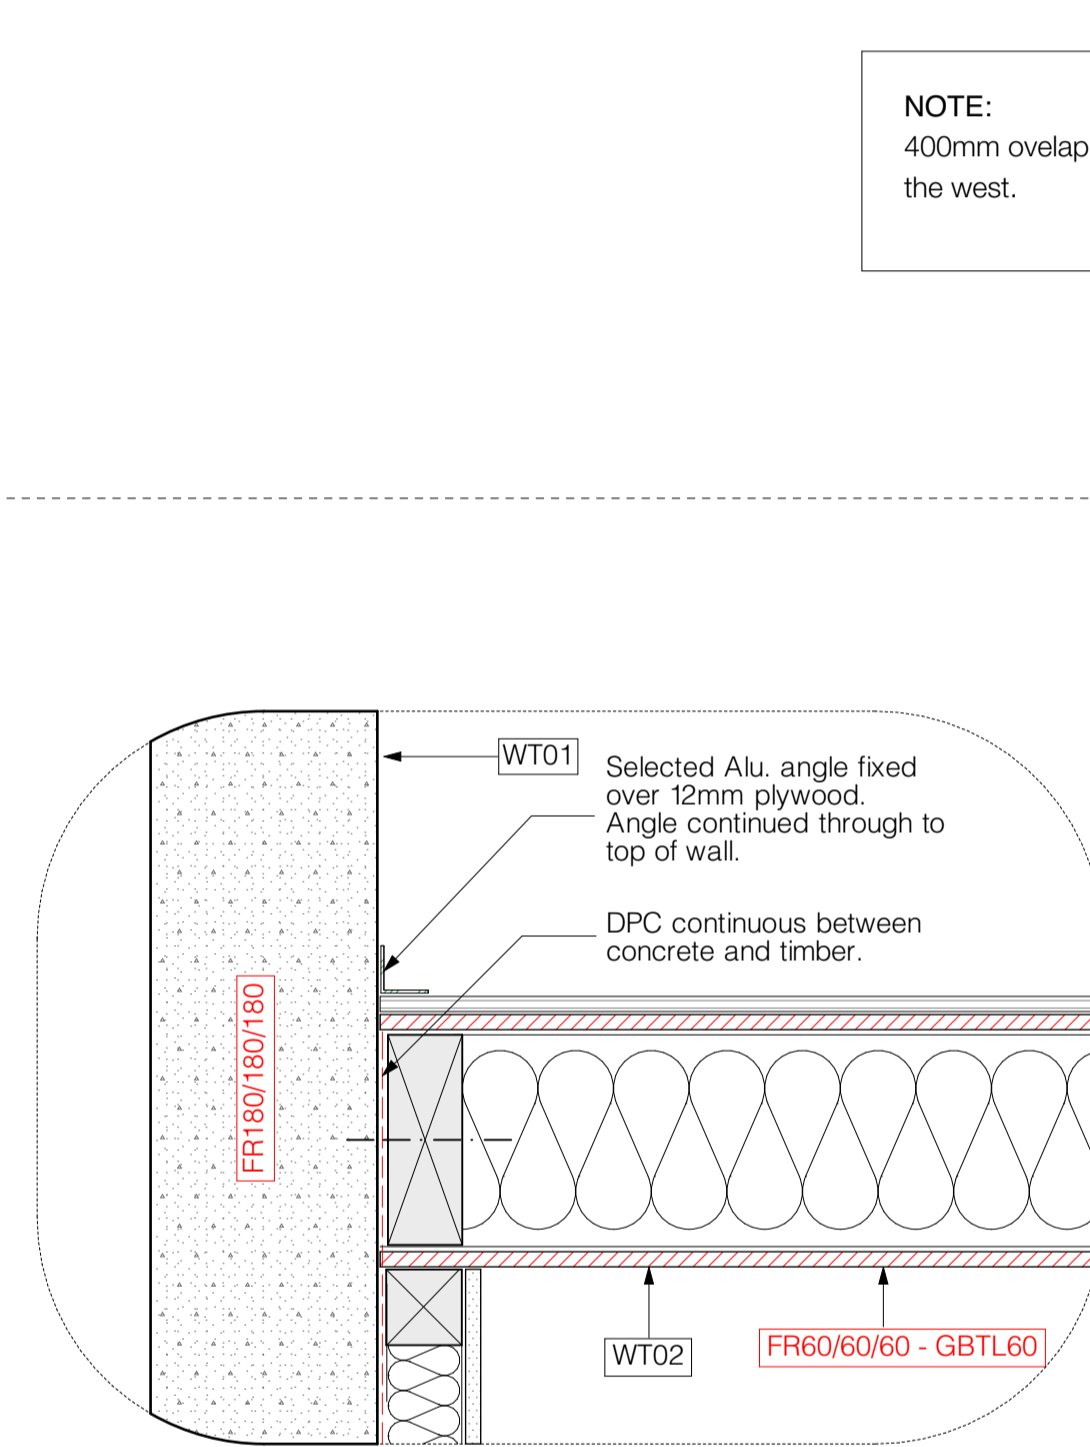 NOTE:
400mm ovelap
the west.
WT01
Selected Alu. angle fixed
over 12mm plywood.
Angle continued through to
top of wall.
DPC continuous between
concrete and timber.
FR180/180/180
WT02
FR60/60/60 - GBTL60